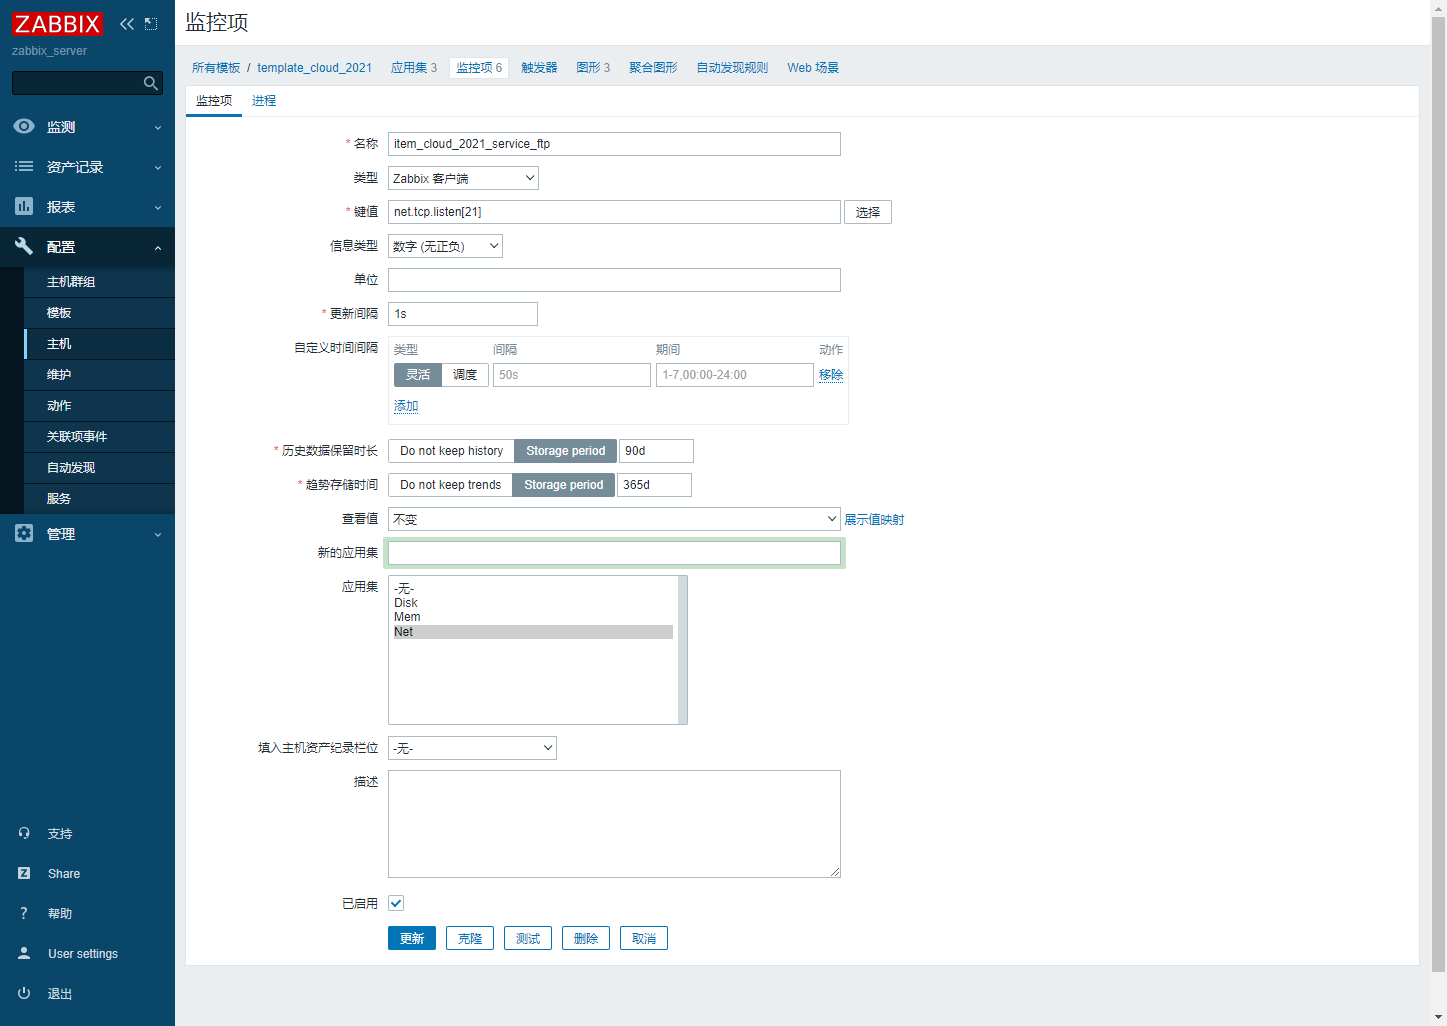 ZABBIX
zabbix_server
监测
资产记录
报表
配置
主机群组
模板
主机
维护
动作
关联项事件
自动发现
服务
管理
支持
Share
帮助
User settings
退出
监控项
所有模板 / template_cloud_2021 应用集 3 监控项 6 触发器 图形 3 聚合图形 自动发现规则 Web 场景
监控项 进程
* 名称 item_cloud_2021_service_ftp
类型 Zabbix 客户端
* 键值 net.tcp.listen[21] 选择
信息类型 数字 (无正负)
单位
* 更新间隔 1s
自定义时间间隔 类型 间隔 期间 动作
灵活 调度 50s 1-7,00:00-24:00 移除
添加
* 历史数据保留时长 Do not keep history Storage period 90d
* 趋势存储时间 Do not keep trends Storage period 365d
查看值 不变 展示值映射
新的应用集
应用集 -无-
Disk
Mem
Net
填入主机资产纪录栏位 -无-
描述
已启用
更新 克隆 测试 删除 取消